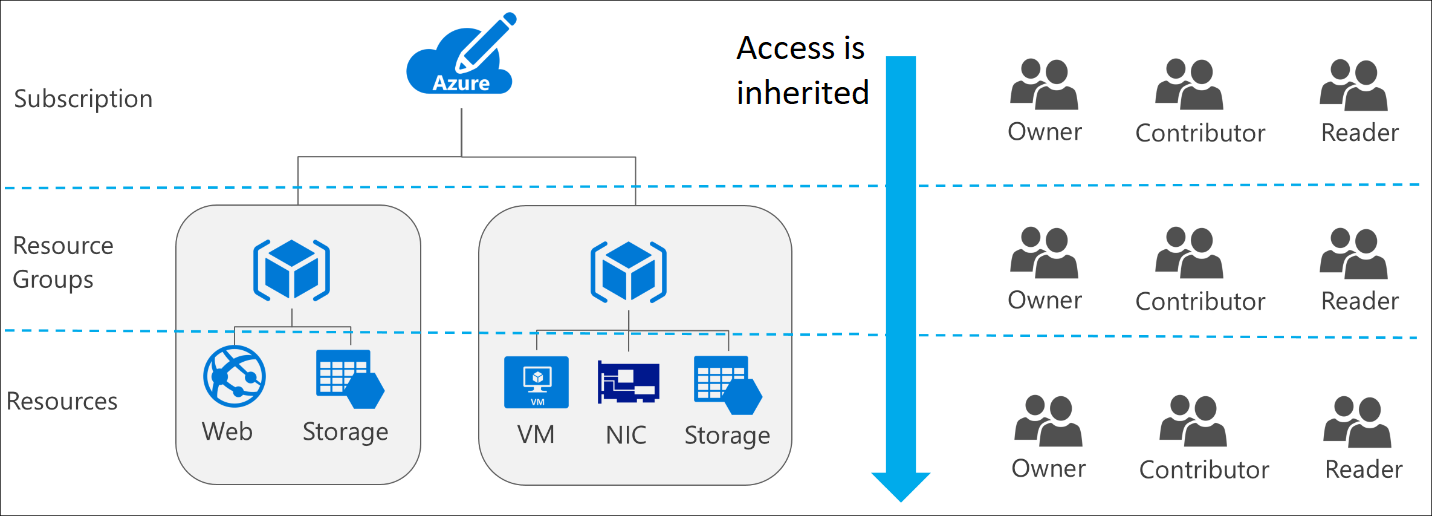 Azure
Access is
inherited
Subscription
Owner
Contributor
Reader
Resource
Groups
Owner
Contributor
Reader
VM
Resources
Web
Storage
VM
NIC
Storage
Owner
Contributor
Reader